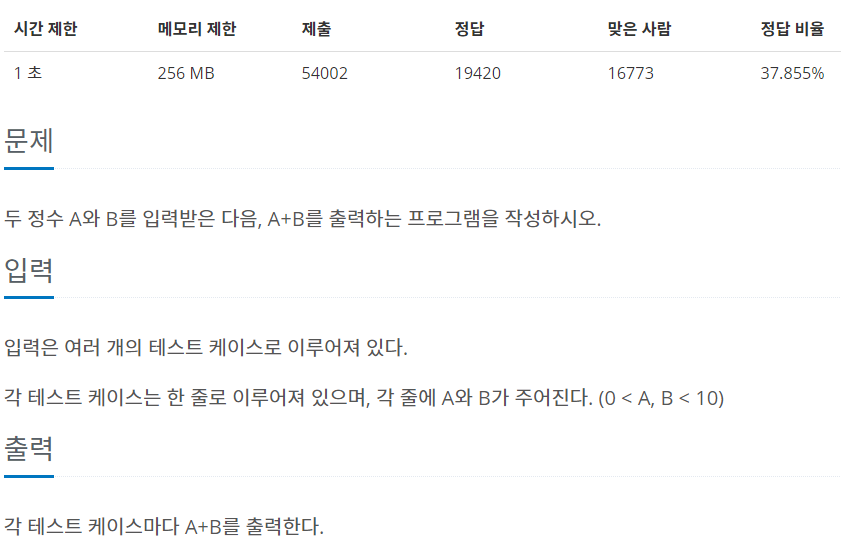 시간 제한 메모리 제한 제출 정답 맞은 사람 정답 비율
1 초 256 MB 54002 19420 16773 37.855%
문제
두 정수 A와 B를 입력받은 다음, A+B를 출력하는 프로그램을 작성하시오.
입력
입력은 여러 개의 테스트 케이스로 이루어져 있다.
각 테스트 케이스는 한 줄로 이루어져 있으며, 각 줄에 A와 B가 주어진다. (0 < A, B < 10)
출력
각 테스트 케이스마다 A+B를 출력한다.